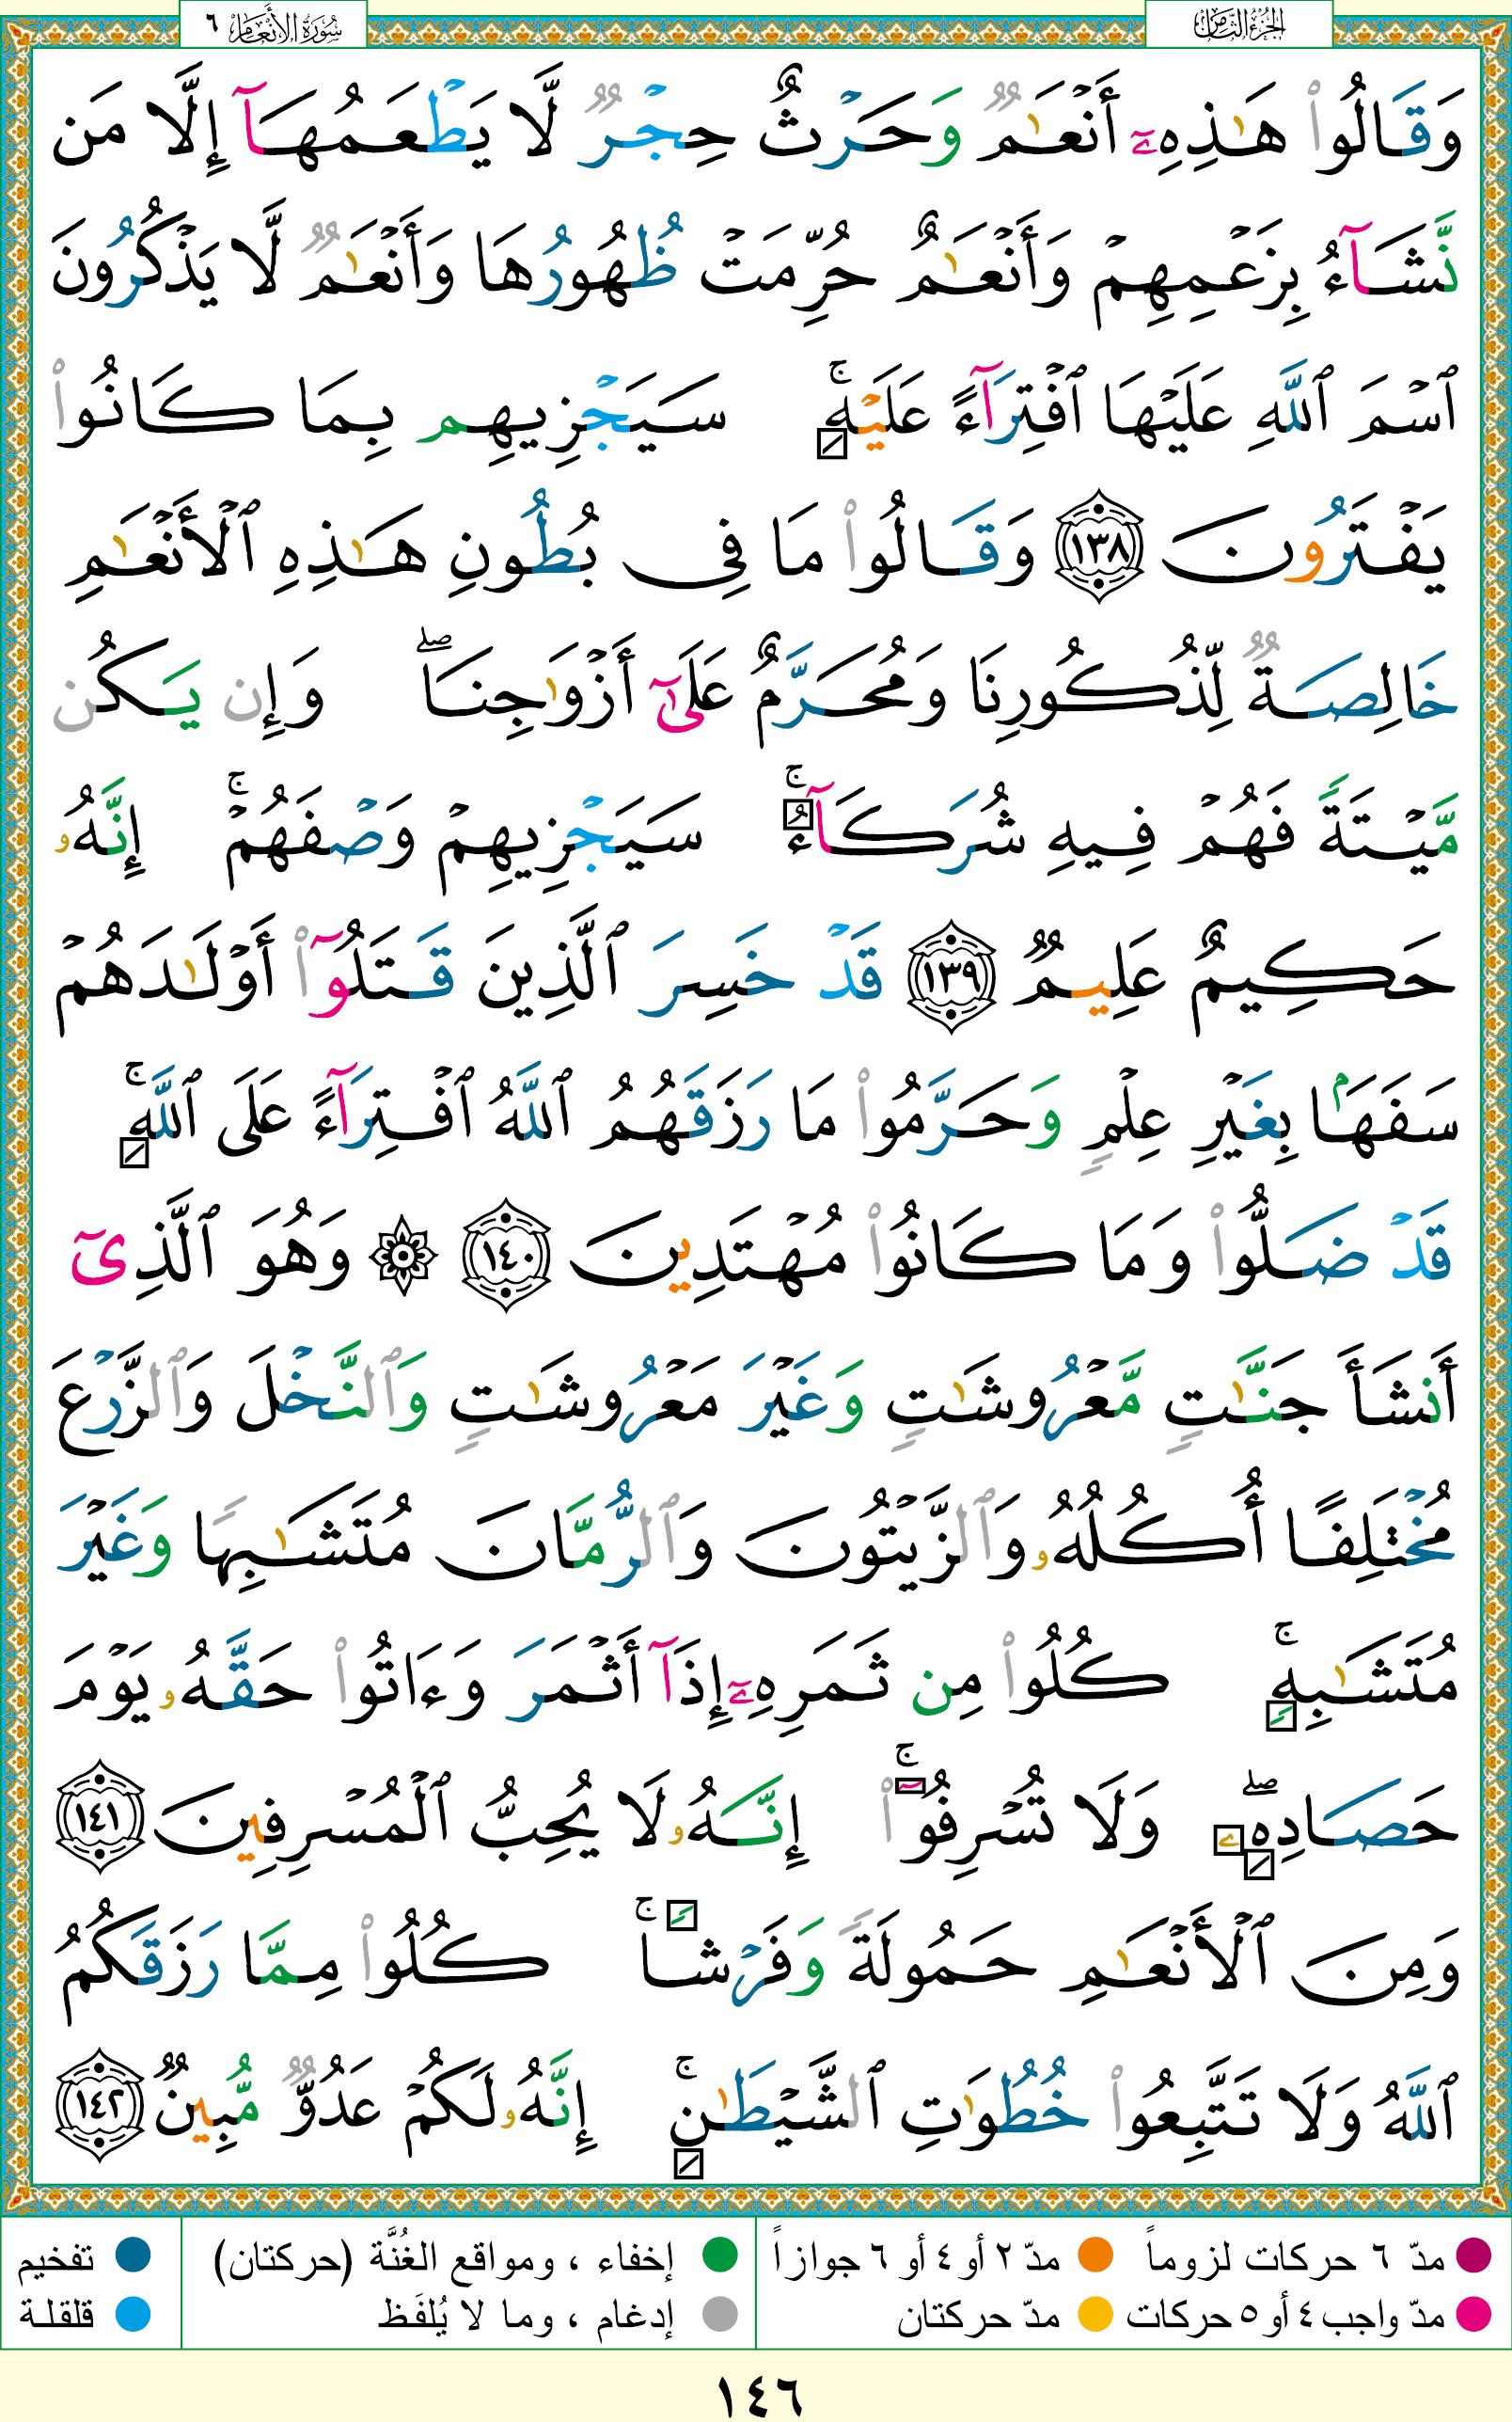 الجزء الثامن
سورة الأنعام ٦
وَقَالُوا۟ هَـٰذِهِۦٓ أَنْعَـٰمٌ وَحَرْثٌ حِجْرٌ لَّا يَطْعَمُهَآ إِلَّا مَن
نَّشَآءُ بِزَعْمِهِمْ وَأَنْعَـٰمٌ حُرِّمَتْ ظُهُورُهَا وَأَنْعَـٰمٌ لَّا يَذْكُرُونَ
ٱسْمَ ٱللَّهِ عَلَيْهَا ٱفْتِرَآءً عَلَيْهِ ۚ سَيَجْزِيهِم بِمَا كَانُوا۟
يَفْتَرُونَ ١٣٨ وَقَالُوا۟ مَا فِى بُطُونِ هَـٰذِهِ ٱلْأَنْعَـٰمِ
خَالِصَةٌ لِّذُكُورِنَا وَمُحَرَّمٌ عَلَىٰٓ أَزْوَٰجِنَا ۖ وَإِن يَكُن
مَّيْتَةً فَهُمْ فِيهِ شُرَكَآءُ ۚ سَيَجْزِيهِمْ وَصْفَهُمْ ۚ إِنَّهُۥ
حَكِيمٌ عَلِيمٌ ١٣٩ قَدْ خَسِرَ ٱلَّذِينَ قَتَلُوٓا۟ أَوْلَـٰدَهُمْ
سَفَهًۢا بِغَيْرِ عِلْمٍ وَحَرَّمُوا۟ مَا رَزَقَهُمُ ٱللَّهُ ٱفْتِرَآءً عَلَى ٱللَّهِ ۚ
قَدْ ضَلُّوا۟ وَمَا كَانُوا۟ مُهْتَدِينَ ١٤٠ ۞ وَهُوَ ٱلَّذِىٓ
أَنشَأَ جَنَّـٰتٍ مَّعْرُوشَـٰتٍ وَغَيْرَ مَعْرُوشَـٰتٍ وَٱلنَّخْلَ وَٱلزَّرْعَ
مُخْتَلِفًا أُكُلُهُۥ وَٱلزَّيْتُونَ وَٱلرُّمَّانَ مُتَشَـٰبِهًا وَغَيْرَ
مُتَشَـٰبِهٍ ۚ كُلُوا۟ مِن ثَمَرِهِۦٓ إِذَآ أَثْمَرَ وَءَاتُوا۟ حَقَّهُۥ يَوْمَ
حَصَادِهِۦ ۖ وَلَا تُسْرِفُوٓا۟ ۚ إِنَّهُۥ لَا يُحِبُّ ٱلْمُسْرِفِينَ ١٤١
وَمِنَ ٱلْأَنْعَـٰمِ حَمُولَةً وَفَرْشًا ۚ كُلُوا۟ مِمَّا رَزَقَكُمُ
ٱللَّهُ وَلَا تَتَّبِعُوا۟ خُطُوَٰتِ ٱلشَّيْطَـٰنِ ۚ إِنَّهُۥ لَكُمْ عَدُوٌّ مُّبِينٌ ١٤٢
مدّ ٦ حركات لزوماً مدّ ٢ أو ٤ أو ٦ جوازاً إخفاء ، ومواقع الغُنَّة (حركتان) تفخيم
مدّ واجب ٤ أو ٥ حركات مدّ حركتان إدغام ، وما لا يُلفَظ قلقلة
١٤٦